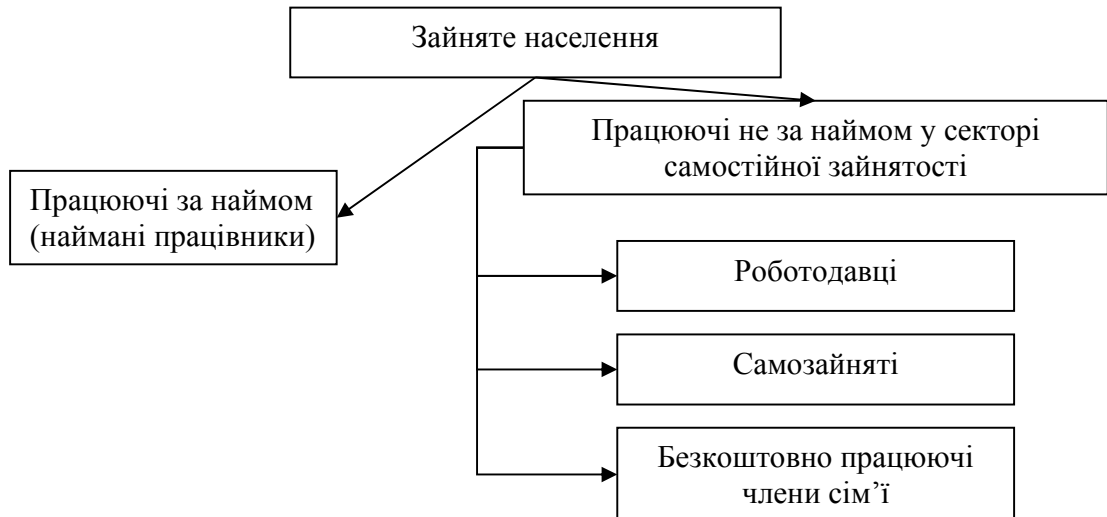 Зайняте населення
Працюючі не за наймом у секторі
самостійної зайнятості
Працюючі за наймом
(наймані працівники)
Роботодавці
Самозайняті
Безкоштовно працюючі
члени сім’ї